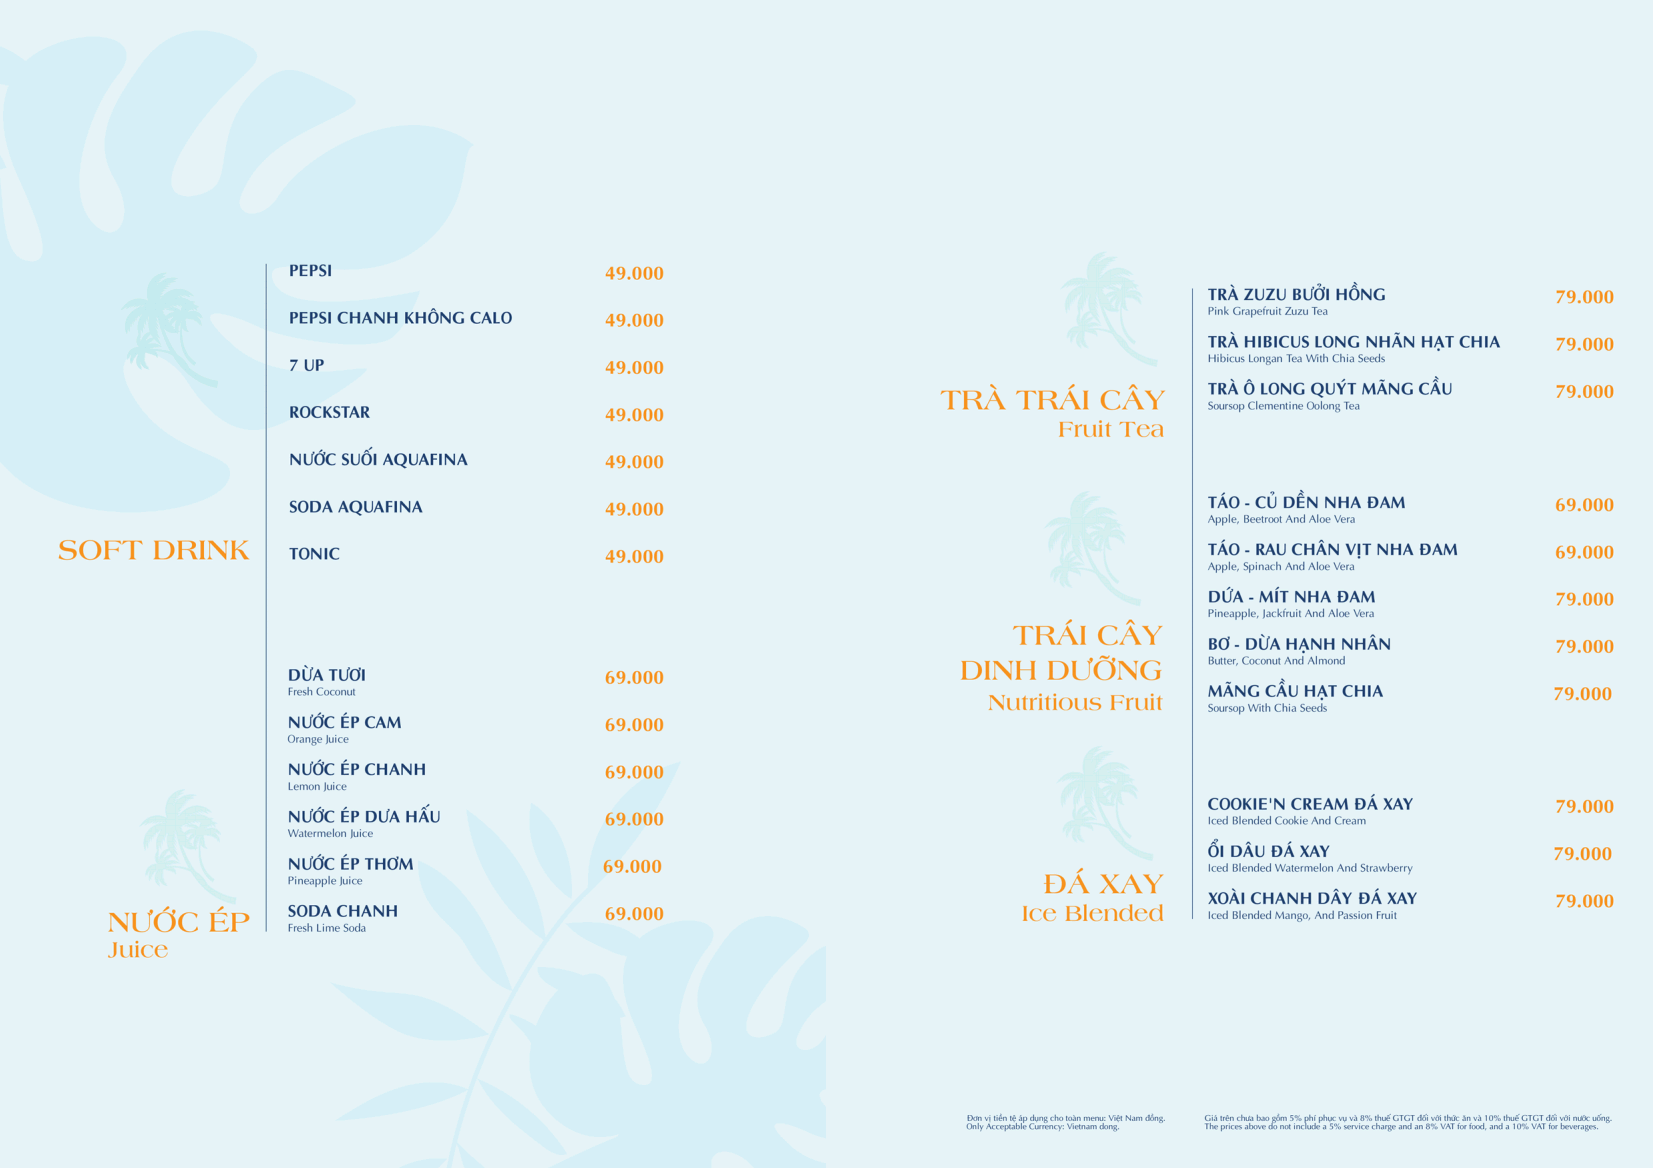 SOFT DRINK
PEPSI 49.000
PEPSI CHANH KHÔNG CALO 49.000
7 UP 49.000
ROCKSTAR 49.000
NƯỚC SUỐI AQUAFINA 49.000
SODA AQUAFINA 49.000
TONIC 49.000
NƯỚC ÉP
Juice
DỪA TƯƠI 69.000
Fresh Coconut
NƯỚC ÉP CAM 69.000
Orange Juice
NƯỚC ÉP CHANH 69.000
Lemon Juice
NƯỚC ÉP DƯA HẤU 69.000
Watermelon Juice
NƯỚC ÉP THƠM 69.000
Pineapple Juice
SODA CHANH 69.000
Fresh Lime Soda
TRÀ TRÁI CÂY
Fruit Tea
TRÀ ZUZU BƯỞI HỒNG 79.000
Pink Grapefruit Zuzu Tea
TRÀ HIBICUS LONG NHÃN HẠT CHIA 79.000
Hibicus Longan Tea With Chia Seeds
TRÀ Ô LONG QUÝT MÃNG CẦU 79.000
Soursop Clementine Oolong Tea
TRÁI CÂY
DINH DƯỠNG
Nutritious Fruit
TÁO - CỦ DỀN NHA ĐAM 69.000
Apple, Beetroot And Aloe Vera
TÁO - RAU CHÂN VỊT NHA ĐAM 69.000
Apple, Spinach And Aloe Vera
DỨA - MÍT NHA ĐAM 79.000
Pineapple, Jackfruit And Aloe Vera
BƠ - DỪA HẠNH NHÂN 79.000
Butter, Coconut And Almond
MÃNG CẦU HẠT CHIA 79.000
Soursop With Chia Seeds
ĐÁ XAY
Ice Blended
COOKIE'N CREAM ĐÁ XAY 79.000
Iced Blended Cookie And Cream
ỔI DÂU ĐÁ XAY 79.000
Iced Blended Watermelon And Strawberry
XOÀI CHANH DÂY ĐÁ XAY 79.000
Iced Blended Mango, And Passion Fruit
Đơn vị tiền tệ áp dụng cho toàn menu: Việt Nam đồng.
Only Acceptable Currency: Vietnam dong.
Giá trên chưa bao gồm 5% phí phục vụ và 8% thuế GTGT đối với thức ăn và 10% thuế GTGT đối với nước uống.
The prices above do not include a 5% service charge and an 8% VAT for food, and a 10% VAT for beverages.